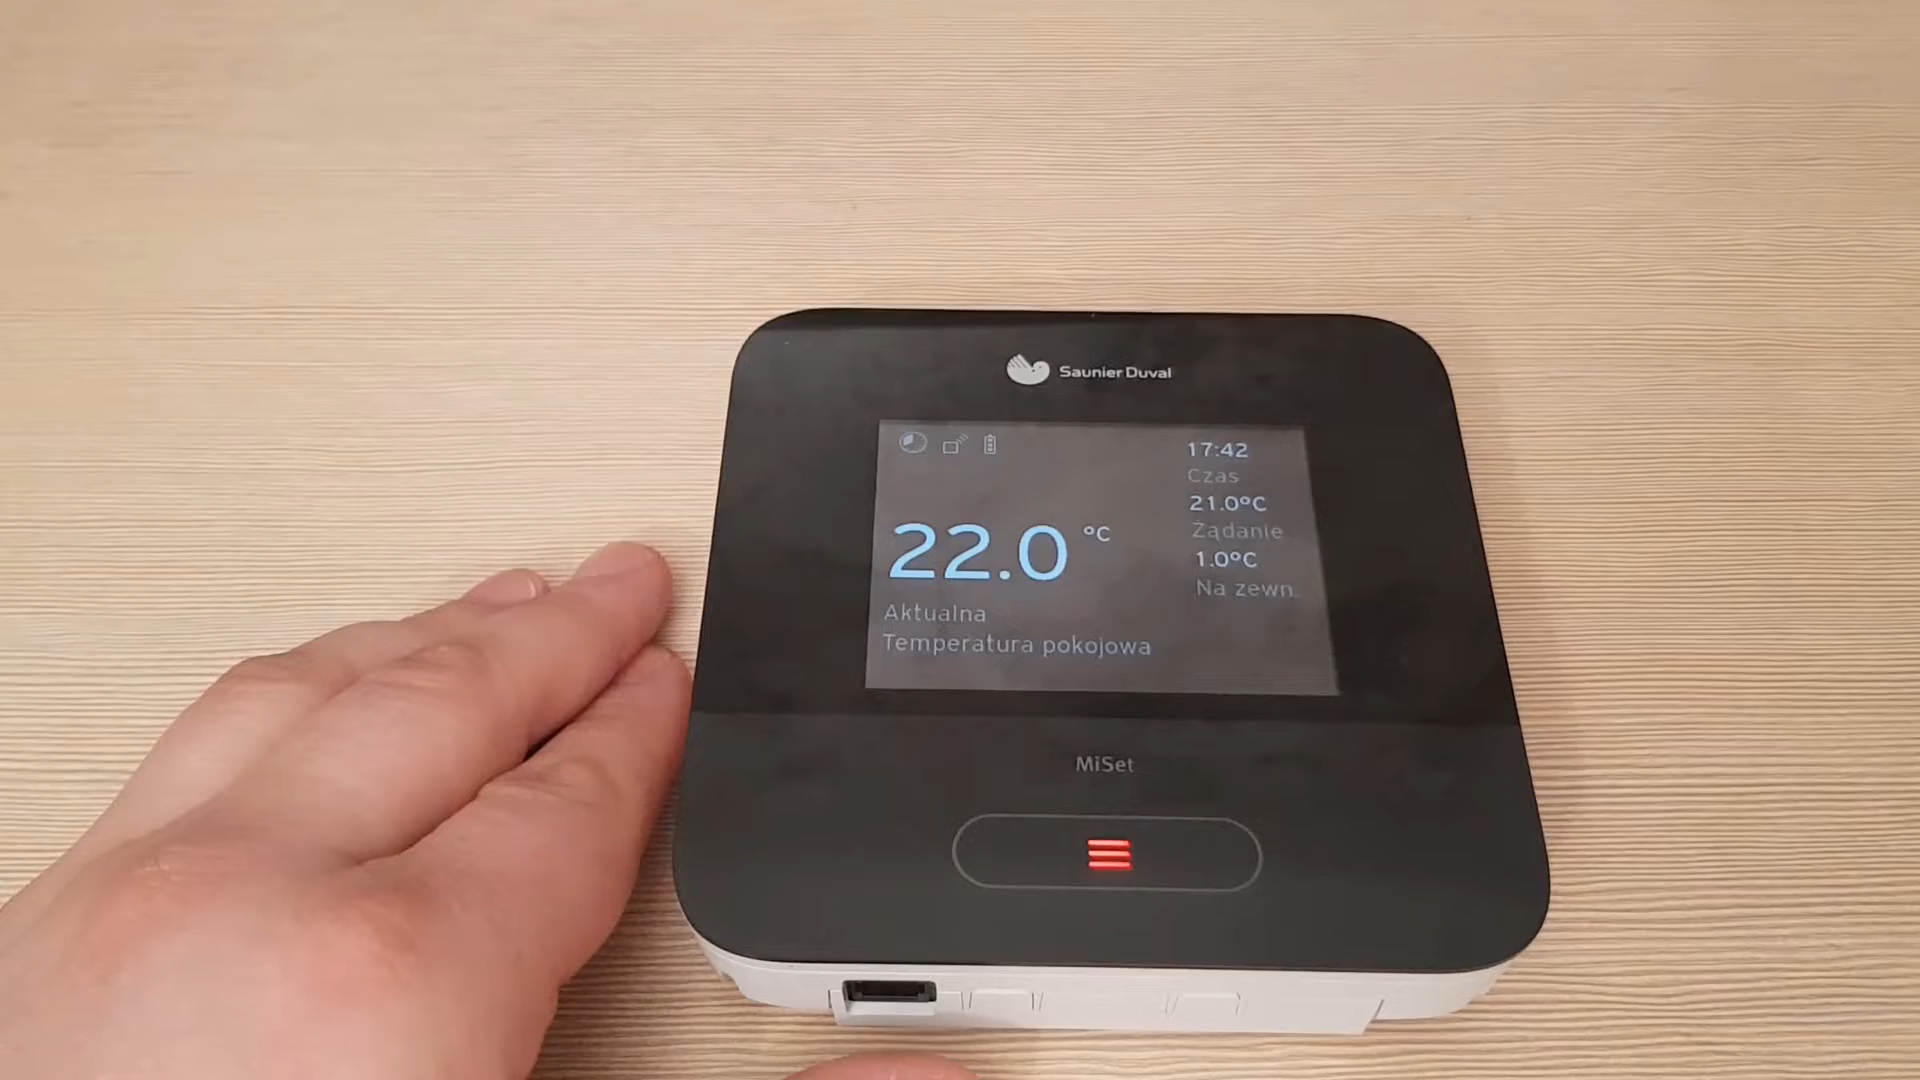 Saunier Duval
17:42
Czas
21.0°C
Żądanie
1.0°C
Na zewn.
22.0 °C
Aktualna
Temperatura pokojowa
MiSet